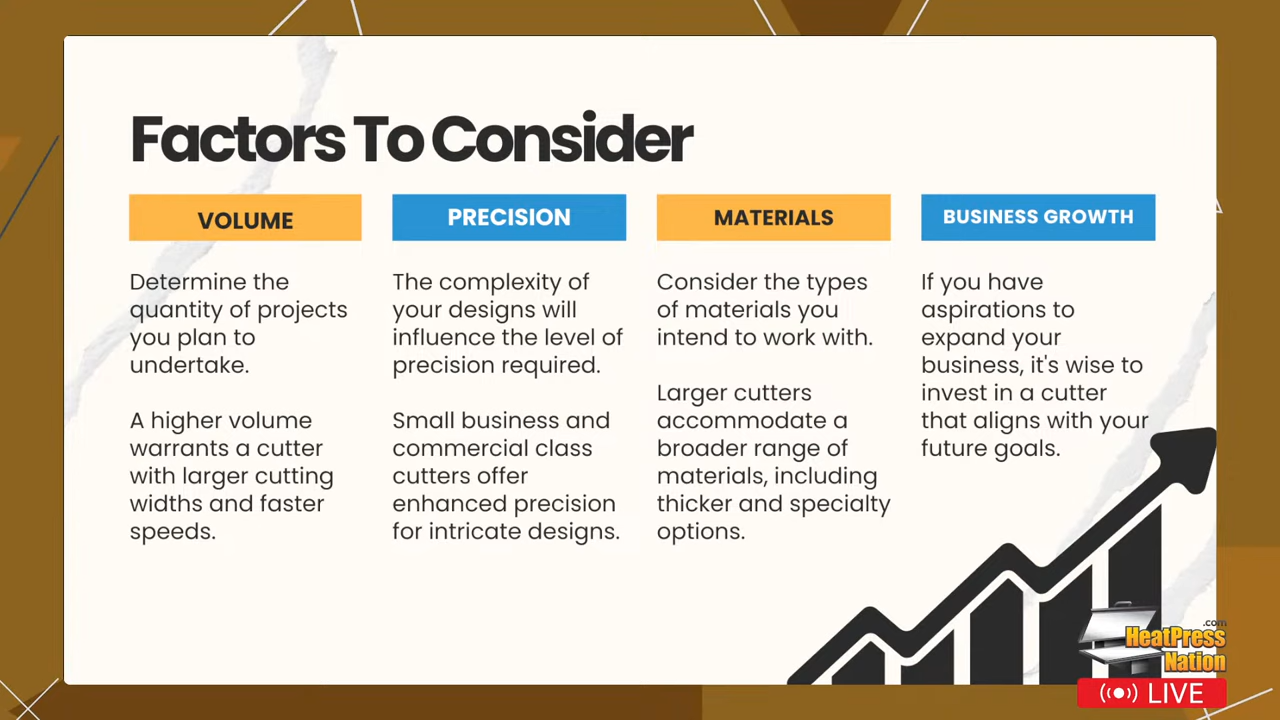 Factors To Consider
VOLUME
Determine the
quantity of projects
you plan to
undertake.
A higher volume
warrants a cutter
with larger cutting
widths and faster
speeds.
PRECISION
The complexity of
your designs will
influence the level of
precision required.
Small business and
commercial class
cutters offer
enhanced precision
for intricate designs.
MATERIALS
Consider the types
of materials you
intend to work with.
Larger cutters
accommodate a
broader range of
materials, including
thicker and specialty
options.
BUSINESS GROWTH
If you have
aspirations to
expand your
business, it's wise to
invest in a cutter
that aligns with your
future goals.
.com
HeatPress
Nation
LIVE